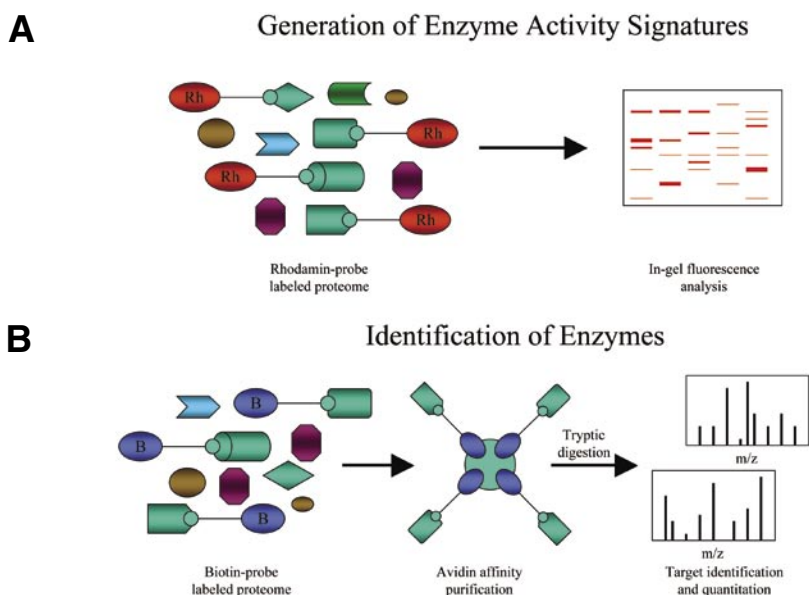 A
Generation of Enzyme Activity Signatures
Rh
Rh
Rh
Rh
Rhodamin-probe
labeled proteome
In-gel fluorescence
analysis
B
Identification of Enzymes
B
B
B
Tryptic
digestion
m/z
m/z
Biotin-probe
labeled proteome
Avidin affinity
purification
Target identification
and quantitation